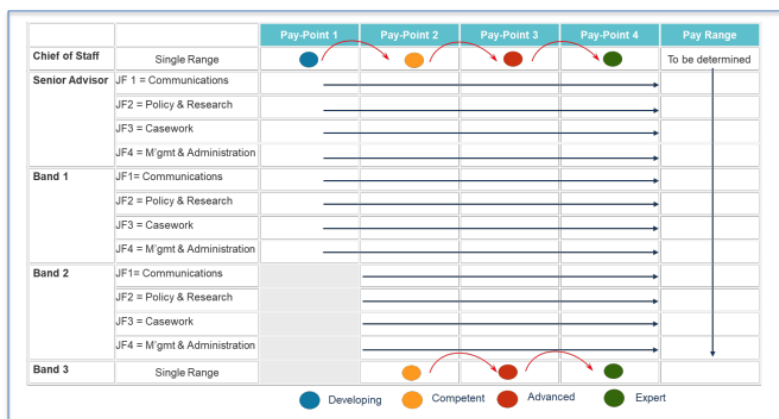 Pay-Point 1 Pay-Point 2 Pay-Point 3 Pay-Point 4 Pay Range
Chief of Staff Single Range To be determined
Senior Advisor JF 1 = Communications
JF2 = Policy & Research
JF3 = Casework
JF4 = M'gmt & Administration
Band 1 JF1= Communications
JF2 = Policy & Research
JF3 = Casework
JF4 = M'gmt & Administration
Band 2 JF1= Communications
JF2 = Policy & Research
JF3 = Casework
JF4 = M'gmt & Administration
Band 3 Single Range
Developing Competent Advanced Expert